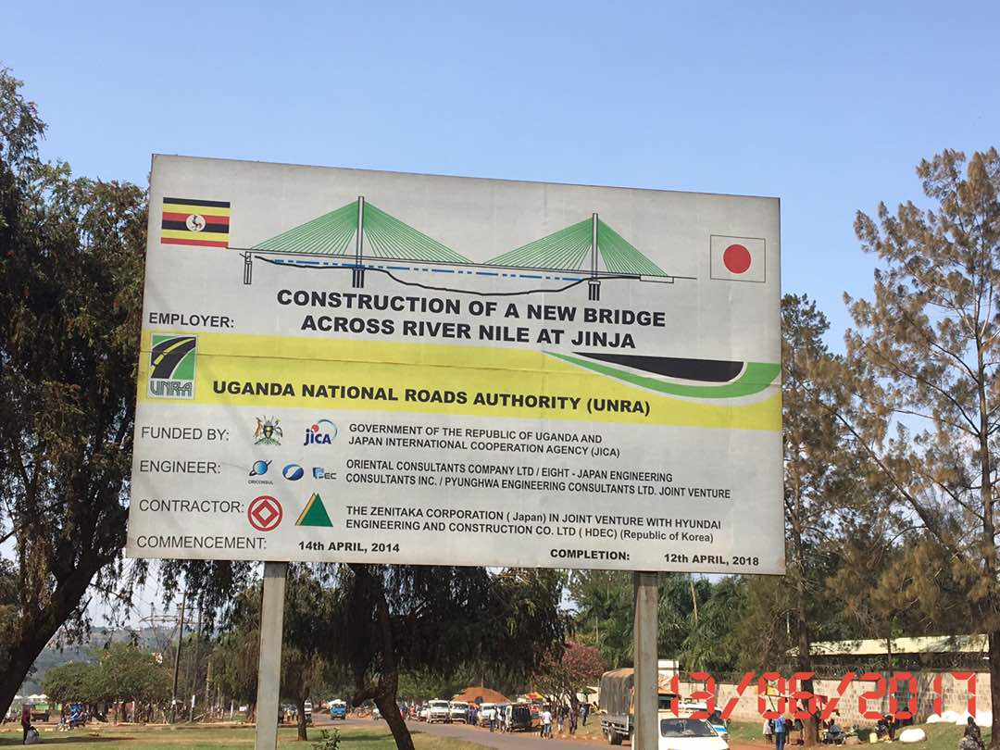 CONSTRUCTION OF A NEW BRIDGE
ACROSS RIVER NILE AT JINJA
EMPLOYER:
UNRA
UGANDA NATIONAL ROADS AUTHORITY (UNRA)
FUNDED BY:
JICA
GOVERNMENT OF THE REPUBLIC OF UGANDA AND
JAPAN INTERNATIONAL COOPERATION AGENCY (JICA)
ENGINEER:
ORICONSUL
PEC
ORIENTAL CONSULTANTS COMPANY LTD / EIGHT - JAPAN ENGINEERING
CONSULTANTS INC. / PYUNGHWA ENGINEERING CONSULTANTS LTD. JOINT VENTURE
CONTRACTOR:
THE ZENITAKA CORPORATION ( Japan) IN JOINT VENTURE WITH HYUNDAI
ENGINEERING AND CONSTRUCTION CO. LTD ( HDEC) (Republic of Korea)
COMMENCEMENT: 14th APRIL, 2014 COMPLETION: 12th APRIL, 2018
13/06/2017